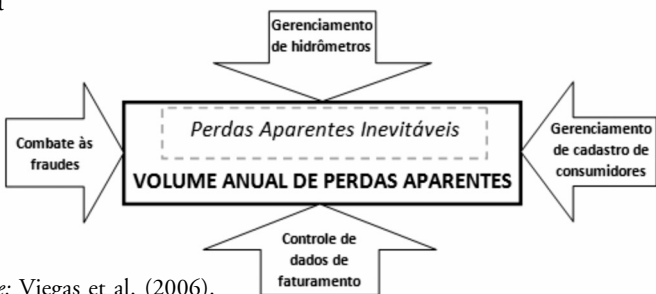 Gerenciamento
de hidrômetros
Combate às
fraudes
Perdas Aparentes Inevitáveis
VOLUME ANUAL DE PERDAS APARENTES
Gerenciamento
de cadastro de
consumidores
Controle de
dados de
faturamento
Viegas et al. (2006).